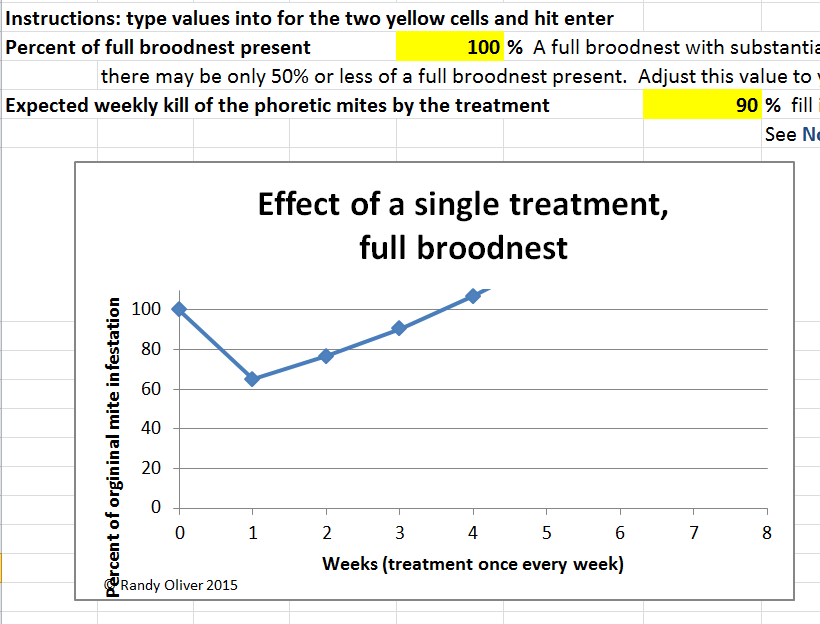 Instructions: type values into for the two yellow cells and hit enter
Percent of full broodnest present 100 % A full broodnest with
there may be only 50% or less of a full broodnest present. Adjust this value to
Expected weekly kill of the phoretic mites by the treatment 90 % fill
See
Effect of a single treatment,
full broodnest
Percent of orgininal mite infestation
100
80
60
40
20
0
0 1 2 3 4 5 6 7 8
Weeks (treatment once every week)
© Randy Oliver 2015